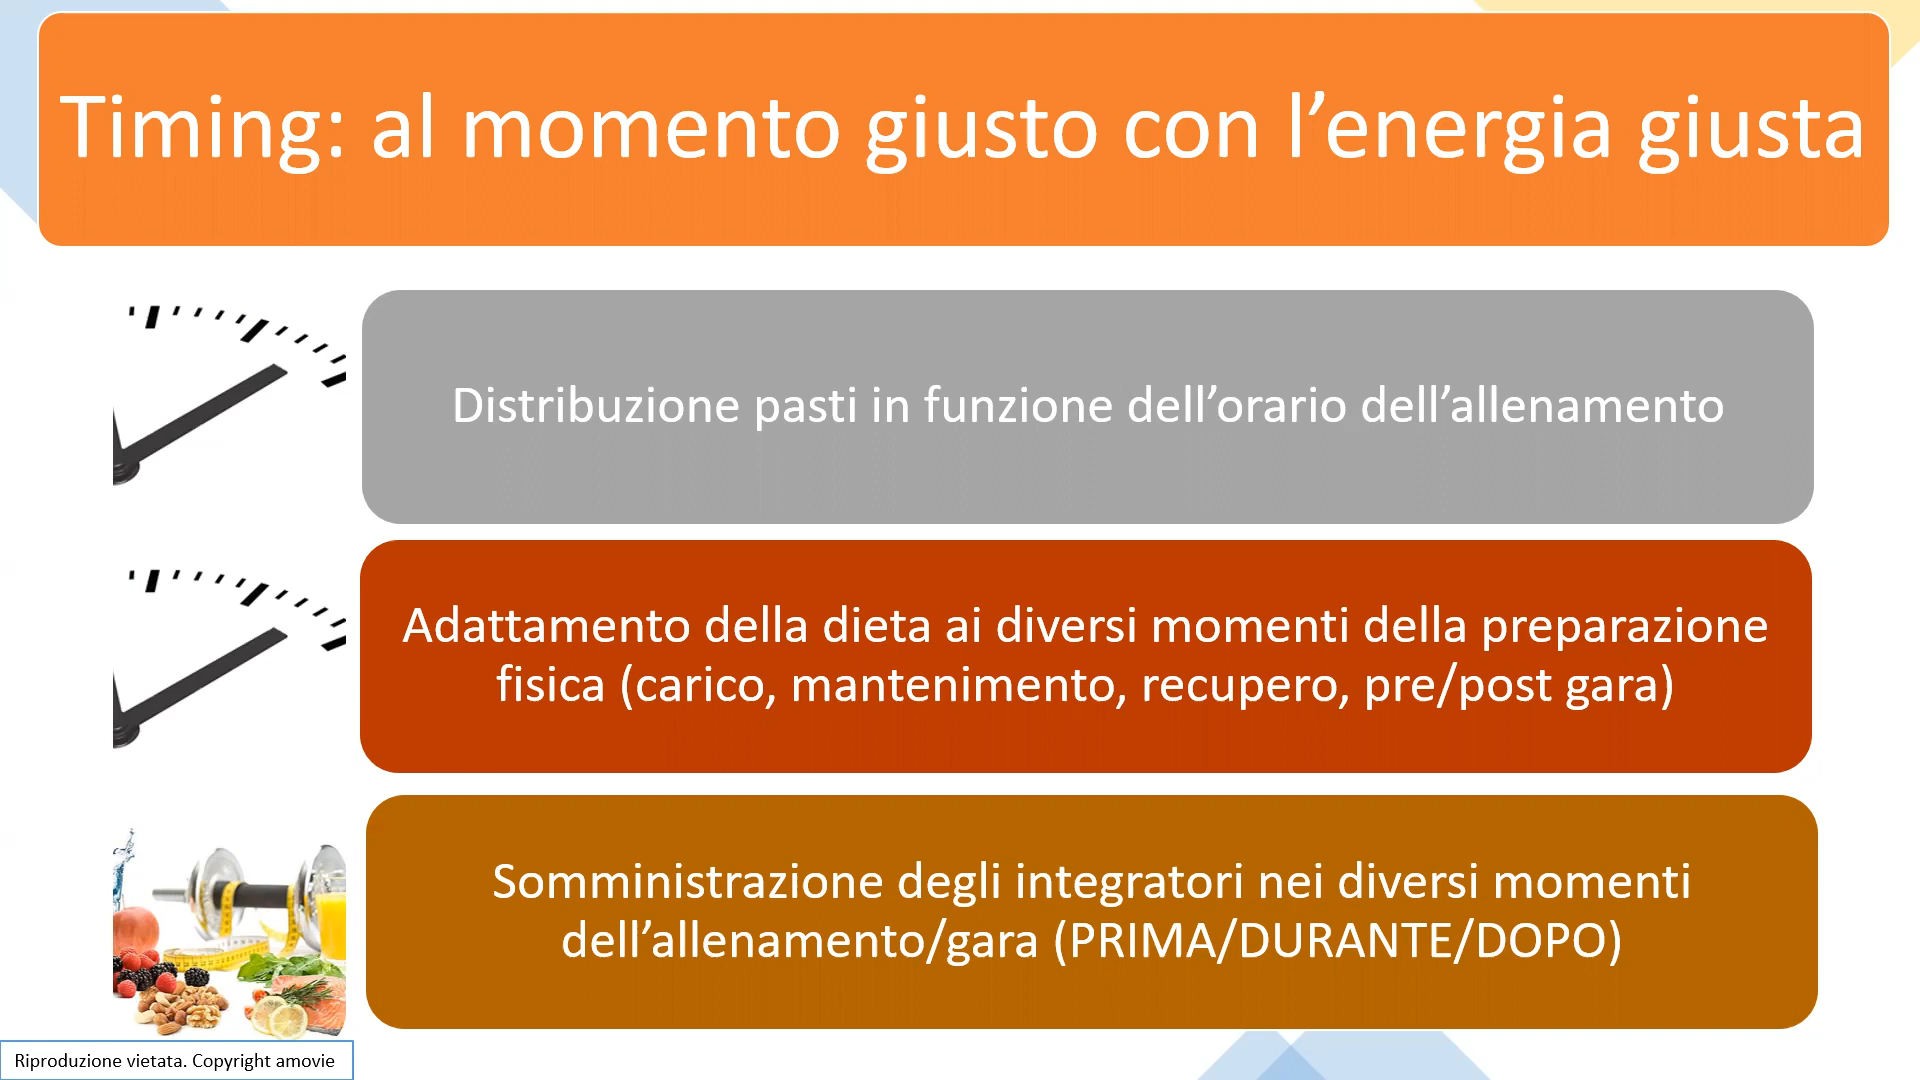 Timing: al momento giusto con l’energia giusta
Distribuzione pasti in funzione dell’orario dell’allenamento
Adattamento della dieta ai diversi momenti della preparazione
fisica (carico, mantenimento, recupero, pre/post gara)
Somministrazione degli integratori nei diversi momenti
dell’allenamento/gara (PRIMA/DURANTE/DOPO)
Riproduzione vietata. Copyright amovie